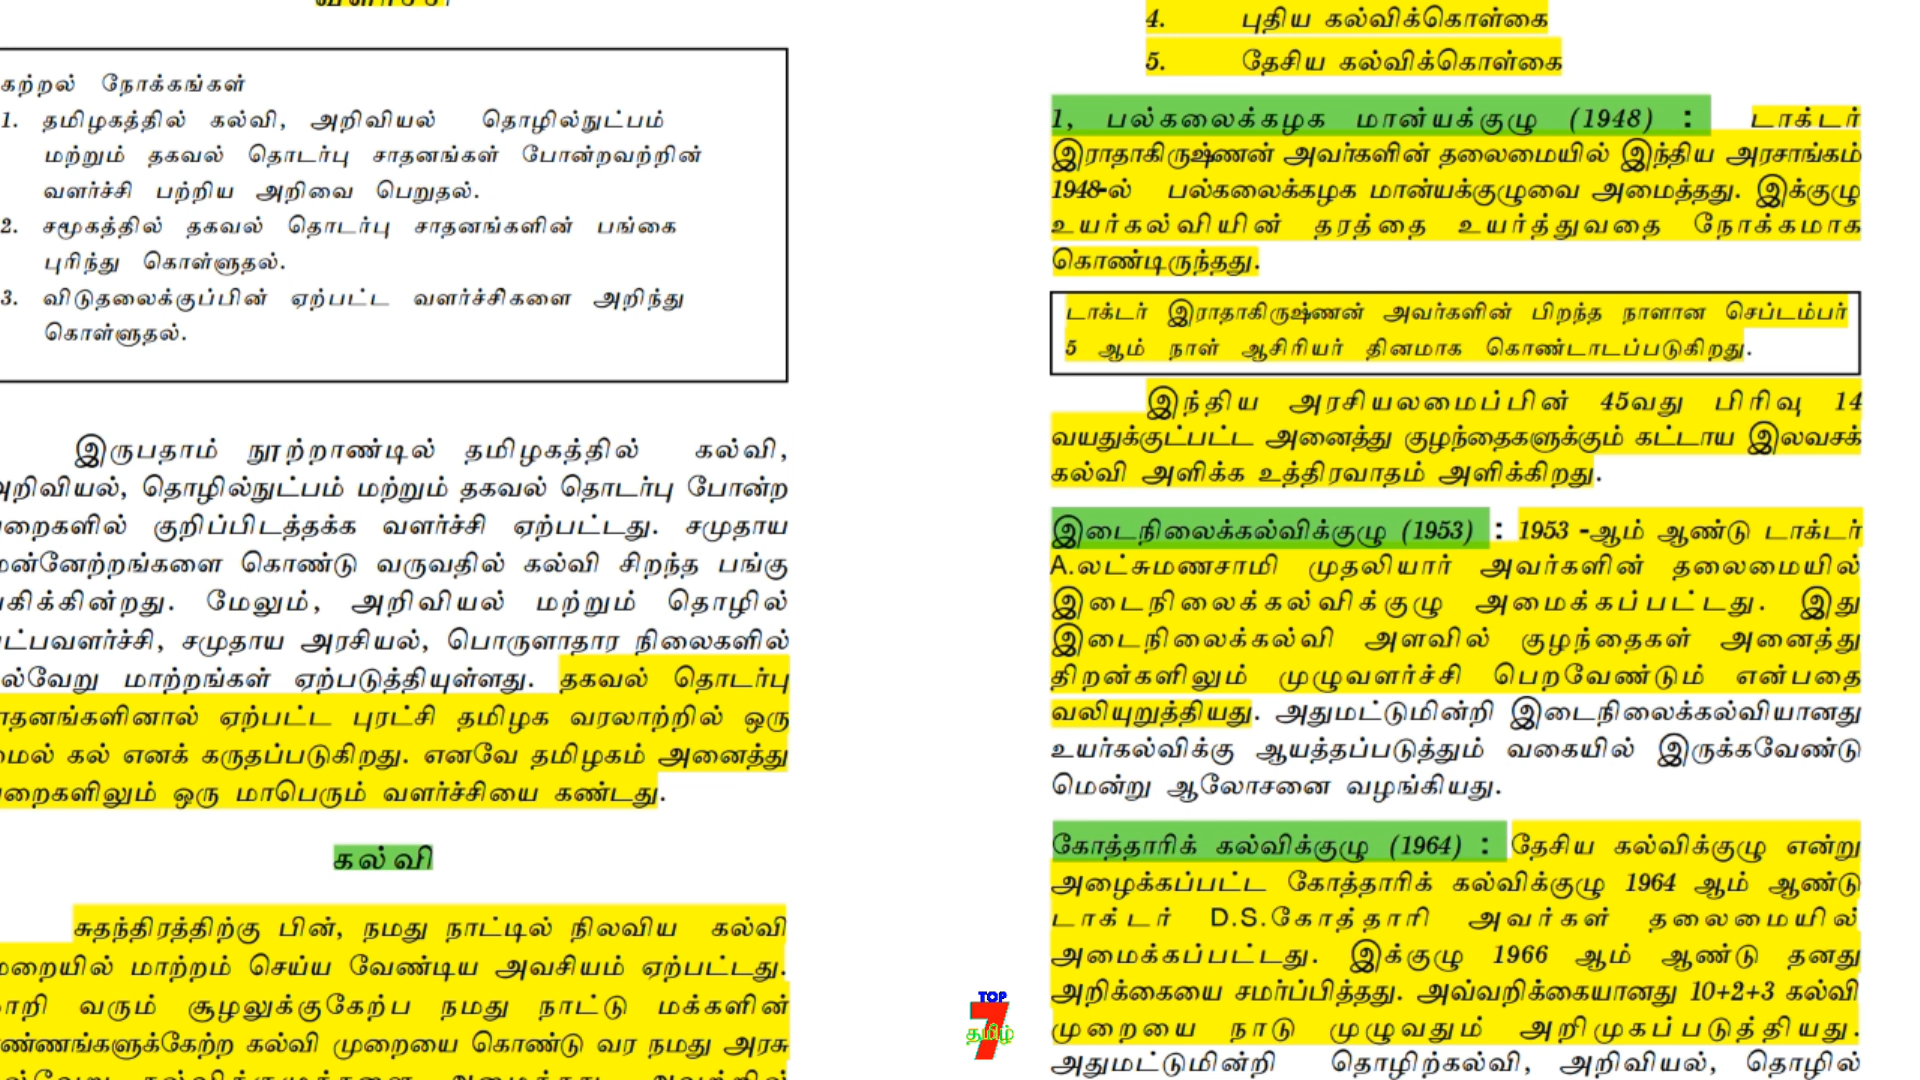 கற்றல் நோக்கங்கள்
1. தமிழகத்தில் கல்வி, அறிவியல் தொழில்நுட்பம்
மற்றும் தகவல் தொடர்பு சாதனங்கள் போன்றவற்றின்
வளர்ச்சி பற்றிய அறிவை பெறுதல்.
2. சமூகத்தில் தகவல் தொடர்பு சாதனங்களின் பங்கை
புரிந்து கொள்ளுதல்.
3. விடுதலைக்குப்பின் ஏற்பட்ட வளர்ச்சிகளை அறிந்து
கொள்ளுதல்.
இருபதாம் நூற்றாண்டில் தமிழகத்தில் கல்வி,
அறிவியல், தொழில்நுட்பம் மற்றும் தகவல் தொடர்பு போன்ற
குறிப்பிடத்தக்க வளர்ச்சி ஏற்பட்டது. சமுதாய
கொண்டு வருவதில் கல்வி சிறந்த பங்கு
மேலும், அறிவியல் மற்றும் தொழில்
சமுதாய அரசியல், பொருளாதார நிலைகளில்
மாற்றங்கள் ஏற்படுத்தியுள்ளது. தகவல் தொடர்பு
ஏற்பட்ட புரட்சி தமிழக வரலாற்றில் ஒரு
கல் எனக் கருதப்படுகிறது. எனவே தமிழகம் அனைத்து
ஒரு மாபெரும் வளர்ச்சியை கண்டது.
கல்வி
சுதந்திரத்திற்கு பின், நமது நாட்டில் நிலவிய கல்வி
மாற்றம் செய்ய வேண்டிய அவசியம் ஏற்பட்டது.
வரும் சூழலுக்குகேற்ப நமது நாட்டு மக்களின்
கல்வி முறையை கொண்டு வர நமது அரசு
4. புதிய கல்விக்கொள்கை
5. தேசிய கல்விக்கொள்கை
1, பல்கலைக்கழக மான்யக்குழு (1948) : டாக்டர்
இராதாகிருஷ்ணன் அவர்களின் தலைமையில் இந்திய அரசாங்கம்
1948-ல் பல்கலைக்கழக மான்யக்குழுவை அமைத்தது. இக்குழு
உயர்கல்வியின் தரத்தை உயர்த்துவதை நோக்கமாக
கொண்டிருந்தது.
டாக்டர் இராதாகிருஷ்ணன் அவர்களின் பிறந்த நாளான செப்டம்பர்
5 ஆம் நாள் ஆசிரியர் தினமாக கொண்டாடப்படுகிறது.
இந்திய அரசியலமைப்பின் 45வது பிரிவு 14
வயதுக்குட்பட்ட அனைத்து குழந்தைகளுக்கும் கட்டாய இலவசக்
கல்வி அளிக்க உத்திரவாதம் அளிக்கிறது.
இடைநிலைக்கல்விக்குழு (1953) : 1953 -ஆம் ஆண்டு டாக்டர்
A.லட்சுமணசாமி முதலியார் அவர்களின் தலைமையில்
இடைநிலைக்கல்விக்குழு அமைக்கப்பட்டது. இது
இடைநிலைக்கல்வி அளவில் குழந்தைகள் அனைத்து
திறன்களிலும் முழுவளர்ச்சி பெறவேண்டும் என்பதை
வலியுறுத்தியது. அதுமட்டுமின்றி இடைநிலைக்கல்வியானது
உயர்கல்விக்கு ஆயத்தப்படுத்தும் வகையில் இருக்கவேண்டு
மென்று ஆலோசனை வழங்கியது.
கோத்தாரிக் கல்விக்குழு (1964) : தேசிய கல்விக்குழு என்று
அழைக்கப்பட்ட கோத்தாரிக் கல்விக்குழு 1964 ஆம் ஆண்டு
டாக்டர் D.S.கோத்தாரி அவர்கள் தலைமையில்
அமைக்கப்பட்டது. இக்குழு 1966 ஆம் ஆண்டு தனது
அறிக்கையை சமர்ப்பித்தது. அவ்வறிக்கையானது 10+2+3 கல்வி
முறையை நாடு முழுவதும் அறிமுகப்படுத்தியது.
அதுமட்டுமின்றி தொழிற்கல்வி, அறிவியல், தொழில்
TOP
7
தமிழ்